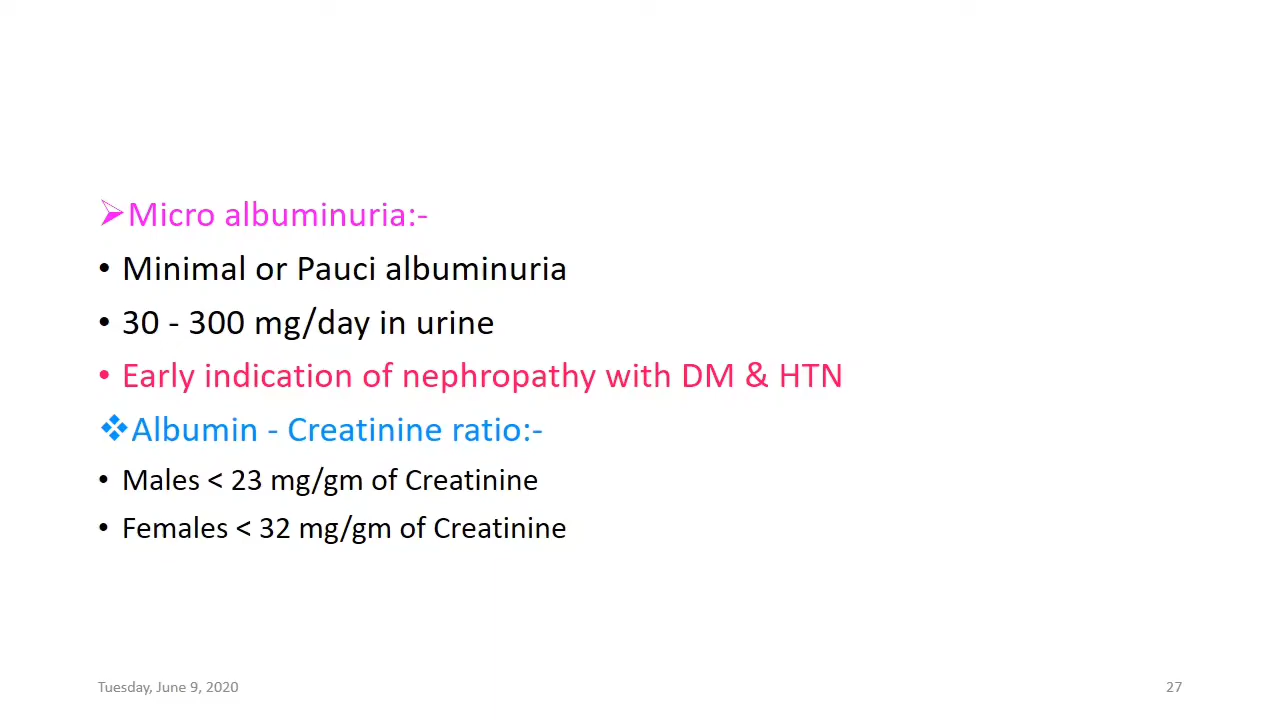 ➢Micro albuminuria:-
• Minimal or Pauci albuminuria
• 30 - 300 mg/day in urine
• Early indication of nephropathy with DM & HTN
❖Albumin - Creatinine ratio:-
• Males < 23 mg/gm of Creatinine
• Females < 32 mg/gm of Creatinine
Tuesday, June 9, 2020
27